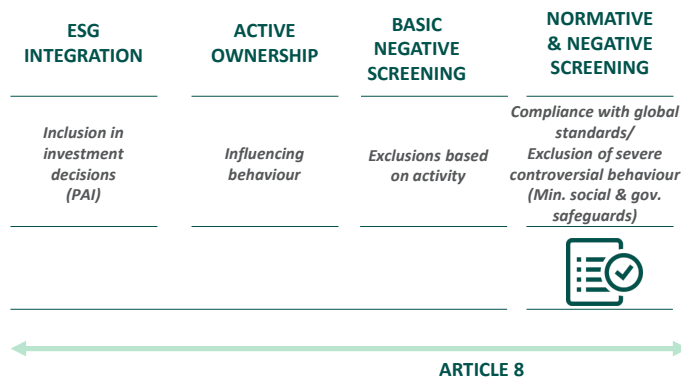 ESG
INTEGRATION
ACTIVE
OWNERSHIP
BASIC
NEGATIVE
SCREENING
NORMATIVE
& NEGATIVE
SCREENING
Inclusion in
investment
decisions
(PAI)
Influencing
behaviour
Exclusions based
on activity
Compliance with global
standards/
Exclusion of severe
controversial behaviour
(Min. social & gov.
safeguards)
ARTICLE 8